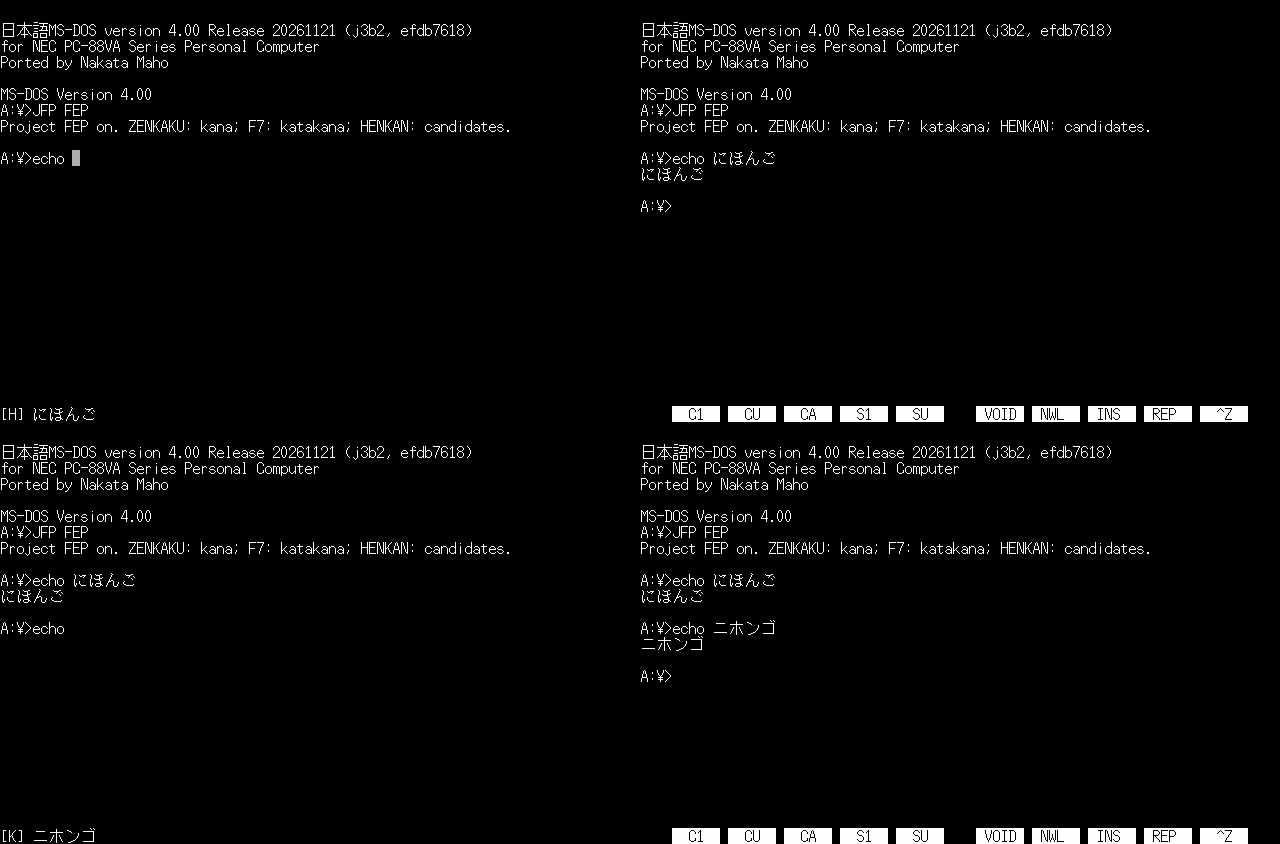 日本語MS-DOS version 4.00 Release 20261121 (j3b2, efdb7618)
for NEC PC-88VA Series Personal Computer
Ported by Nakata Maho
MS-DOS Version 4.00
A:¥>JFP FEP
Project FEP on. ZENKAKU: kana; F7: katakana; HENKAN: candidates.
A:¥>echo
[H] にほんご
日本語MS-DOS version 4.00 Release 20261121 (j3b2, efdb7618)
for NEC PC-88VA Series Personal Computer
Ported by Nakata Maho
MS-DOS Version 4.00
A:¥>JFP FEP
Project FEP on. ZENKAKU: kana; F7: katakana; HENKAN: candidates.
A:¥>echo にほんご
にほんご
A:¥>
C1 CU CA S1 SU VOID NWL INS REP ^Z
日本語MS-DOS version 4.00 Release 20261121 (j3b2, efdb7618)
for NEC PC-88VA Series Personal Computer
Ported by Nakata Maho
MS-DOS Version 4.00
A:¥>JFP FEP
Project FEP on. ZENKAKU: kana; F7: katakana; HENKAN: candidates.
A:¥>echo にほんご
にほんご
A:¥>echo
[K] ニホンゴ
日本語MS-DOS version 4.00 Release 20261121 (j3b2, efdb7618)
for NEC PC-88VA Series Personal Computer
Ported by Nakata Maho
MS-DOS Version 4.00
A:¥>JFP FEP
Project FEP on. ZENKAKU: kana; F7: katakana; HENKAN: candidates.
A:¥>echo にほんご
にほんご
A:¥>echo ニホンゴ
ニホンゴ
A:¥>
C1 CU CA S1 SU VOID NWL INS REP ^Z